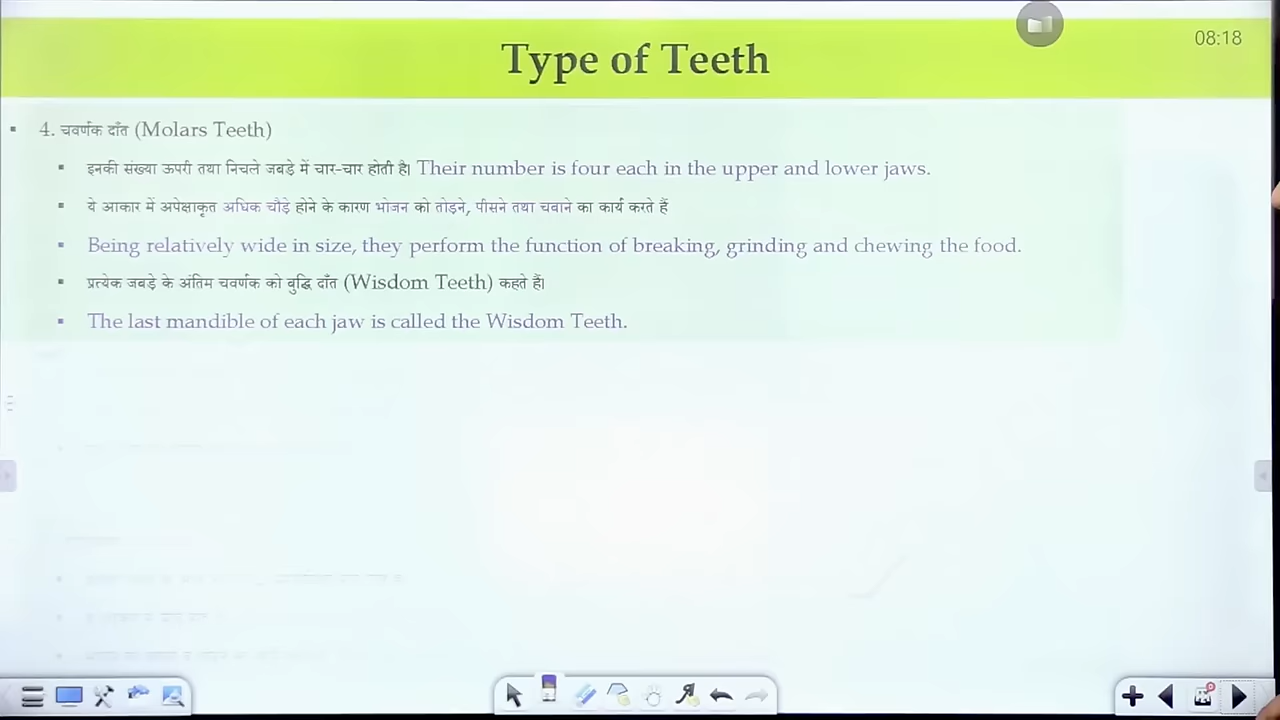 Type of Teeth
08:18
4. चवर्णक दाँत (Molars Teeth)
इनकी संख्या ऊपरी तथा निचले जबड़े में चार-चार होती है। Their number is four each in the upper and lower jaws.
ये आकार में अपेक्षाकृत अधिक चौड़े होने के कारण भोजन को तोड़ने, पीसने तथा चबाने का कार्य करते हैं
Being relatively wide in size, they perform the function of breaking, grinding and chewing the food.
प्रत्येक जबड़े के अंतिम चवर्णक को बुद्धि दाँत (Wisdom Teeth) कहते हैं।
The last mandible of each jaw is called the Wisdom Teeth.